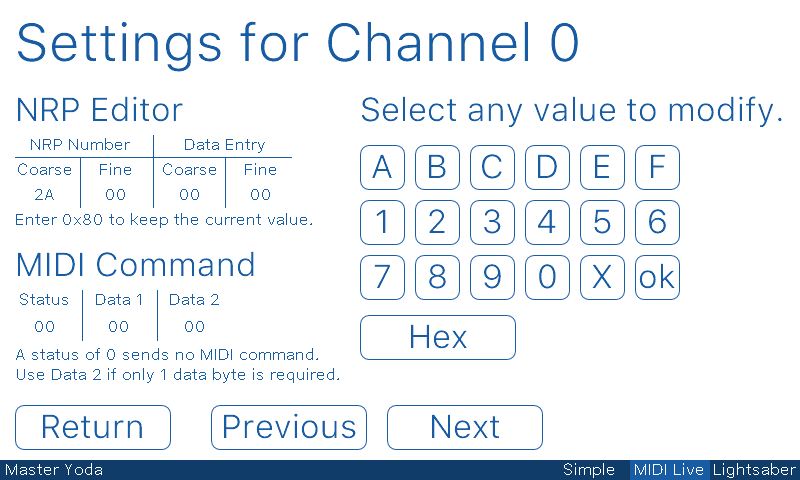 Settings for Channel 0
NRP Editor
NRP Number Data Entry
Coarse Fine Coarse Fine
2A 00 00 00
Enter 0x80 to keep the current value.
MIDI Command
Status Data 1 Data 2
00 00 00
A status of 0 sends no MIDI command.
Use Data 2 if only 1 data byte is required.
Select any value to modify.
A B C D E F
1 2 3 4 5 6
7 8 9 0 X ok
Hex
Return Previous Next
Master Yoda Simple MIDI Live Lightsaber